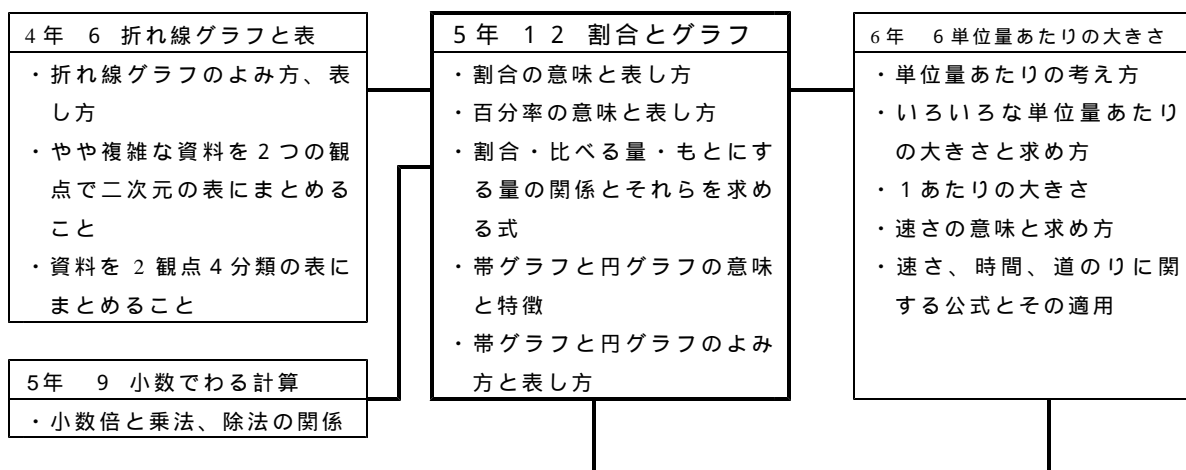 4年 6 折れ線グラフと表
・折れ線グラフのよみ方、表
し方
・やや複雑な資料を2つの観
点で二次元の表にまとめる
こと
・資料を 2 観点4分類の表に
まとめること
5年 9 小数でわる計算
・小数倍と乗法、除法の関係
5年 12 割合とグラフ
・割合の意味と表し方
・百分率の意味と表し方
・割合・比べる量・もとにす
る量の関係とそれらを求め
る式
・帯グラフと円グラフの意味
と特徴
・帯グラフと円グラフのよみ
方と表し方
6年 6単位量あたりの大きさ
・単位量あたりの考え方
・いろいろな単位量あたり
の大きさと求め方
・1あたりの大きさ
・速さの意味と求め方
・速さ、時間、道のりに関
する公式とその適用